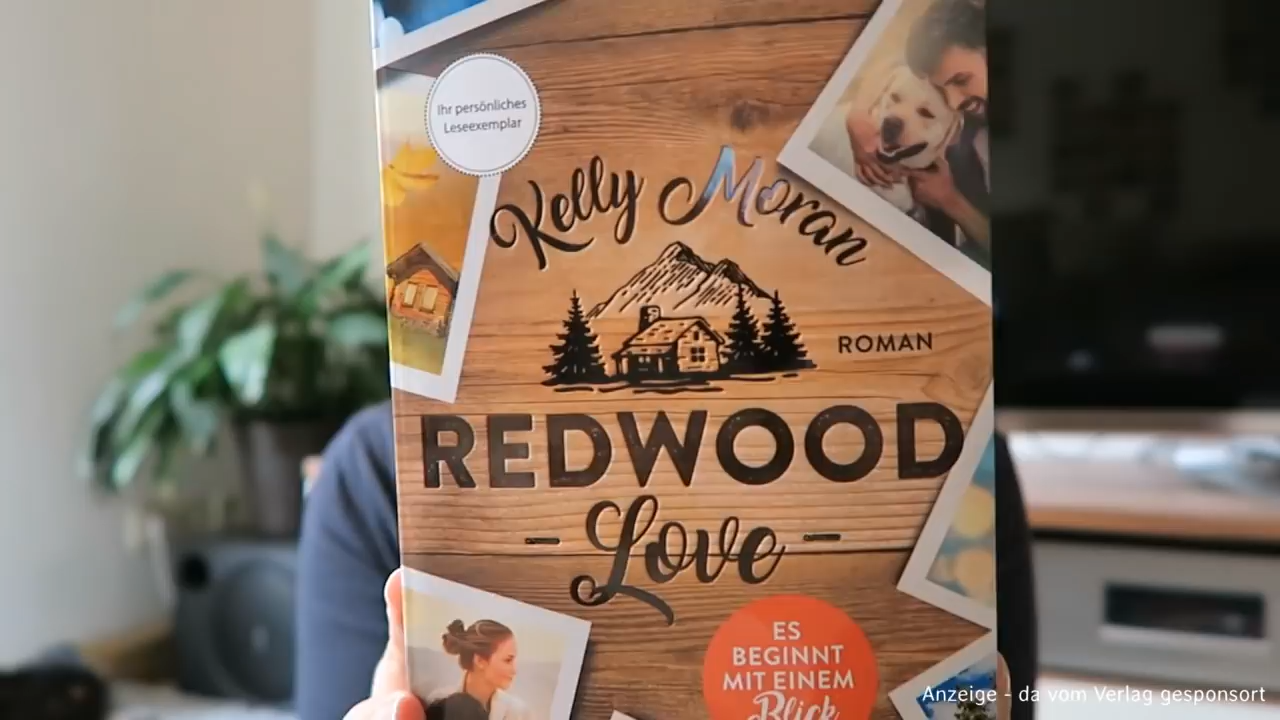 Ihr persönliches
Leseexemplar
Kelly Moran
ROMAN
REDWOOD
Love
ES
BEGINNT
MIT EINEM
Blick
Anzeige - da vom Verlag gesponsort